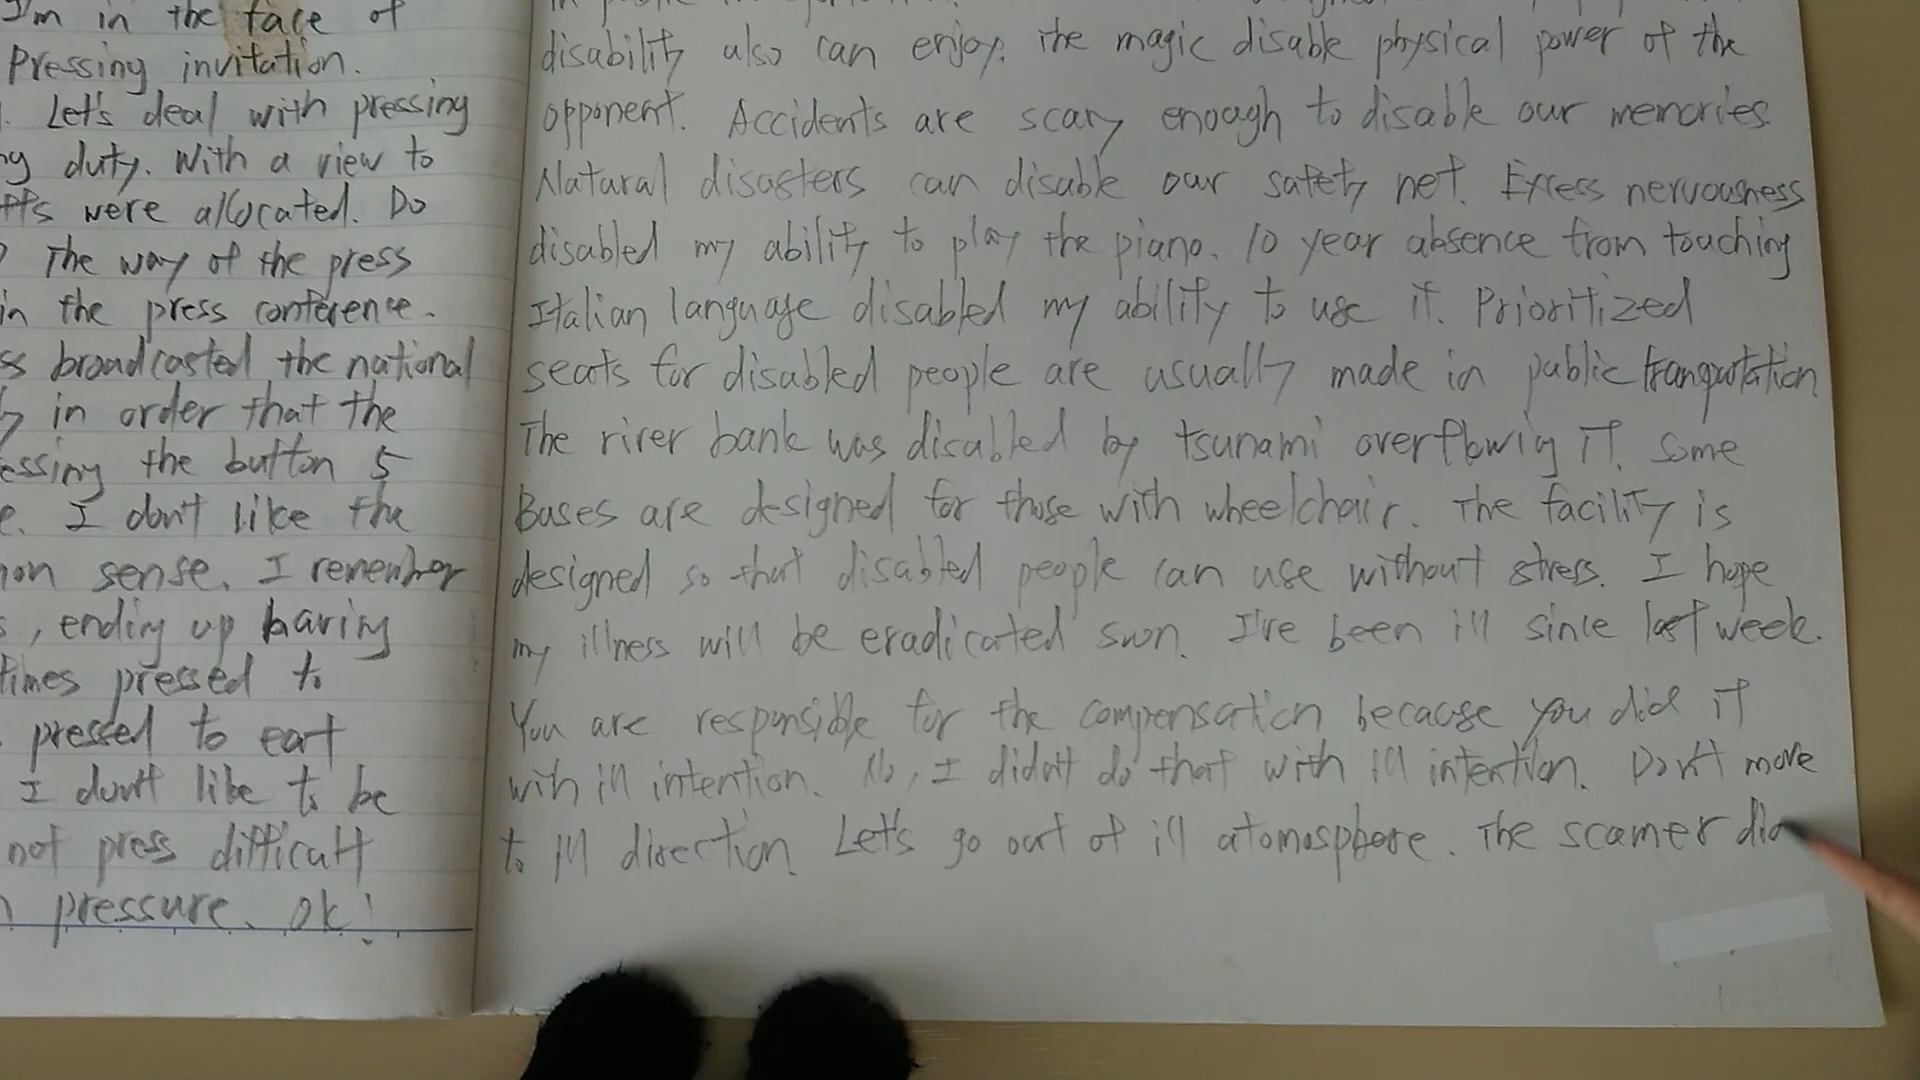 I'm in the face of
pressing invitation.
. Let's deal with pressing
duty. With a view to
were allocated. Do
The way of the press
in the press conference.
broadcasted the national
in order that the
the button 5
I don't like the
sense. I remember
, ending up having
times pressed to
pressed to eat
I don't like to be
not press difficult
pressure. ok!
disability also can enjoy. The magic disable physical power of the
opponent. Accidents are scary enough to disable our memories
Natural disasters can disable our safety net. Excess nervousness
disabled my ability to play the piano. 10 year absence from touching
Italian language disabled my ability to use it. Prioritized
seats for disabled people are usually made in public
The river bank was disabled by tsunami overflowig it. Some
Buses are designed for those with wheelchair. The facility is
designed so that disabled people can use without stress. I hope
my illness will be eradicated soon. I've been ill since last week.
You are responsible for the compensation because you did it
with ill intention. No, I didn't do that with ill intention. Don't move
to ill direction. Let's go out of ill atomosphere. The scamer